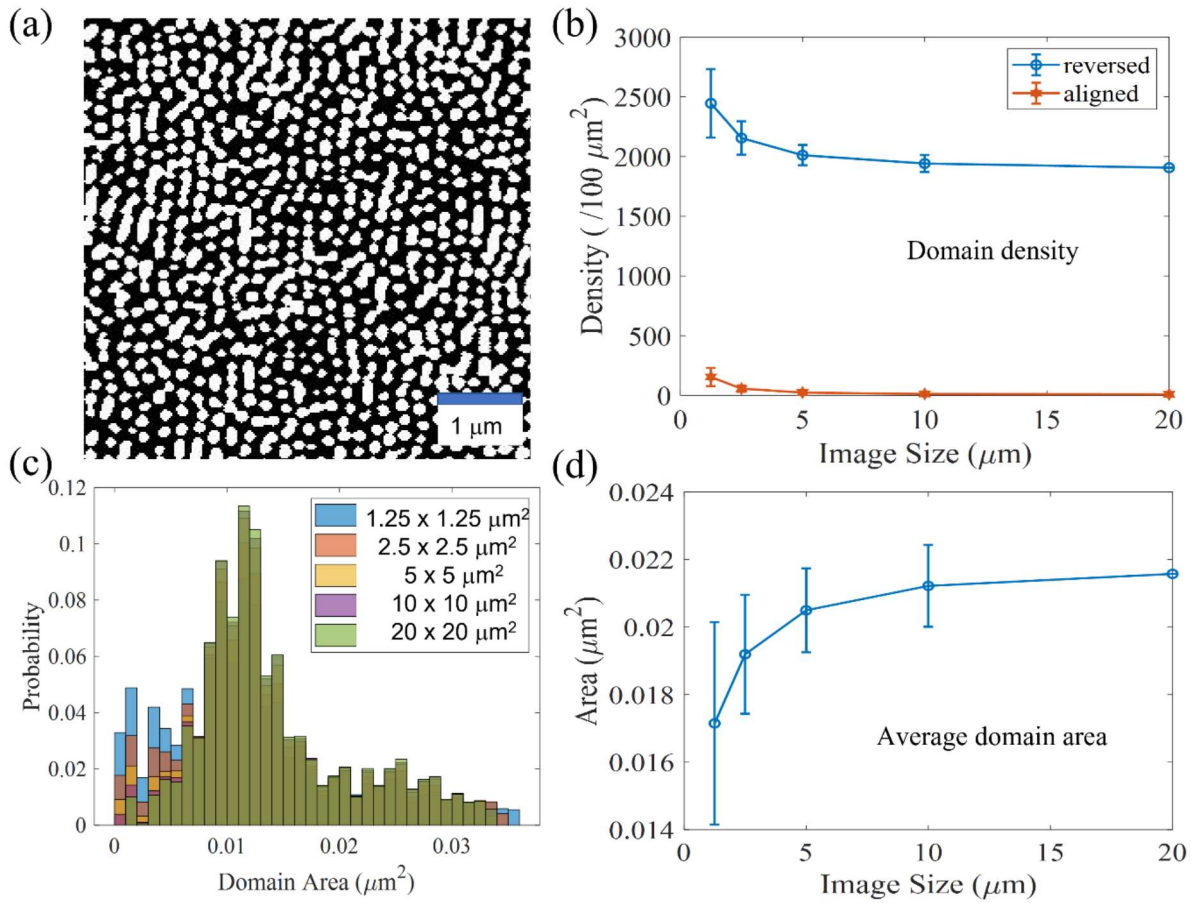 (a)
1 μm
(b)
3000
2500
2000
1500
1000
500
0
Density ( /100 μm²)
reversed
aligned
Domain density
0 5 10 15 20
Image Size (μm)
(c)
0.12
0.1
0.08
0.06
0.04
0.02
0
Probability
1.25 x 1.25 μm²
2.5 x 2.5 μm²
5 x 5 μm²
10 x 10 μm²
20 x 20 μm²
0 0.01 0.02 0.03
Domain Area (μm²)
(d)
0.024
0.022
0.02
0.018
0.016
0.014
Area (μm²)
Average domain area
0 5 10 15 20
Image Size (μm)